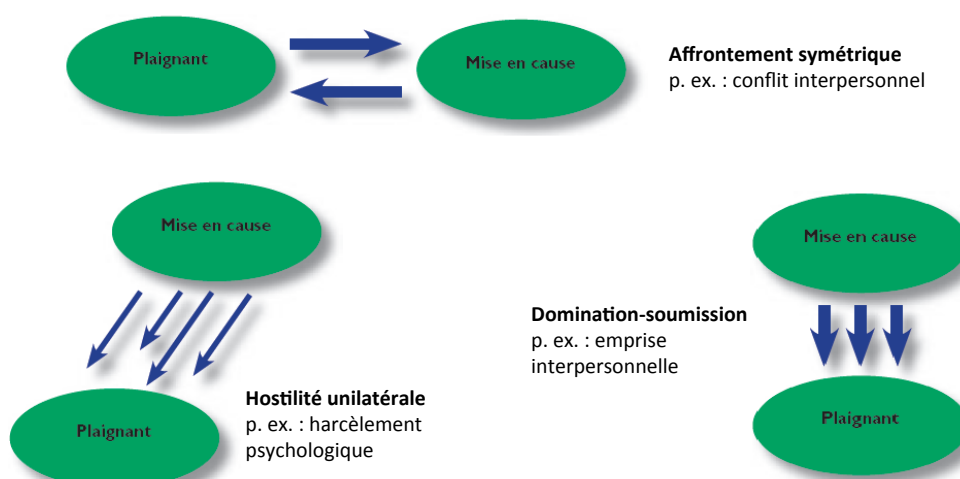 Plaignant
Mise en cause
Affrontement symétrique
p. ex. : conflit interpersonnel
Mise en cause
Hostilité unilatérale
p. ex. : harcèlement
psychologique
Plaignant
Mise en cause
Domination-soumission
p. ex. : emprise
interpersonnelle
Plaignant